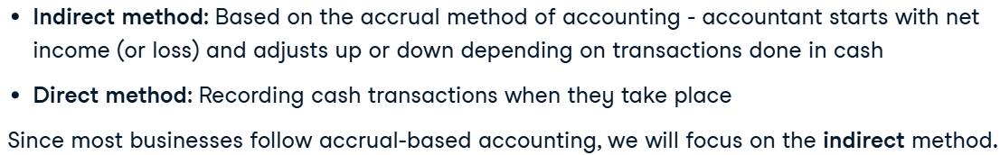 • Indirect method: Based on the accrual method of accounting - accountant starts with net
income (or loss) and adjusts up or down depending on transactions done in cash
• Direct method: Recording cash transactions when they take place
Since most businesses follow accrual-based accounting, we will focus on the indirect method.